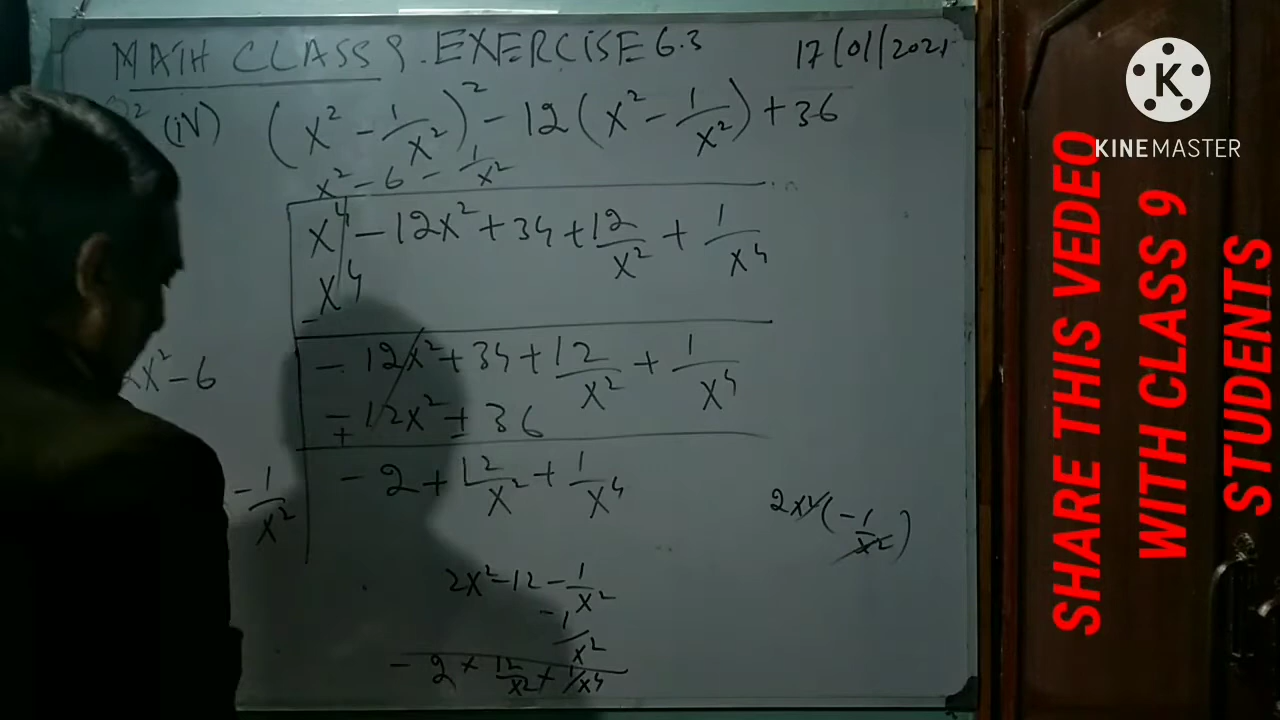 MATH CLASS 9. EXERCISE 6.3 17/01/2021
Q2 (iv) (x² - 1/x²)² - 12(x² - 1/x²) + 36
x² - 6 - 1/x²
x⁴ - 12x² + 34 + 12/x² + 1/x⁴
- x⁴
- 12x² + 34 + 12/x² + 1/x⁴
2x² - 6
∓ 12x² ± 36
- 2 + 12/x² + 1/x⁴
- 1/x²
2x²(-1/x²)
2x² - 12 - 1/x²
- 1/x²
- 2 + 12/x² + 1/x⁴
K
KINEMASTER
SHARE THIS VEDEO
WITH CLASS 9
STUDENTS